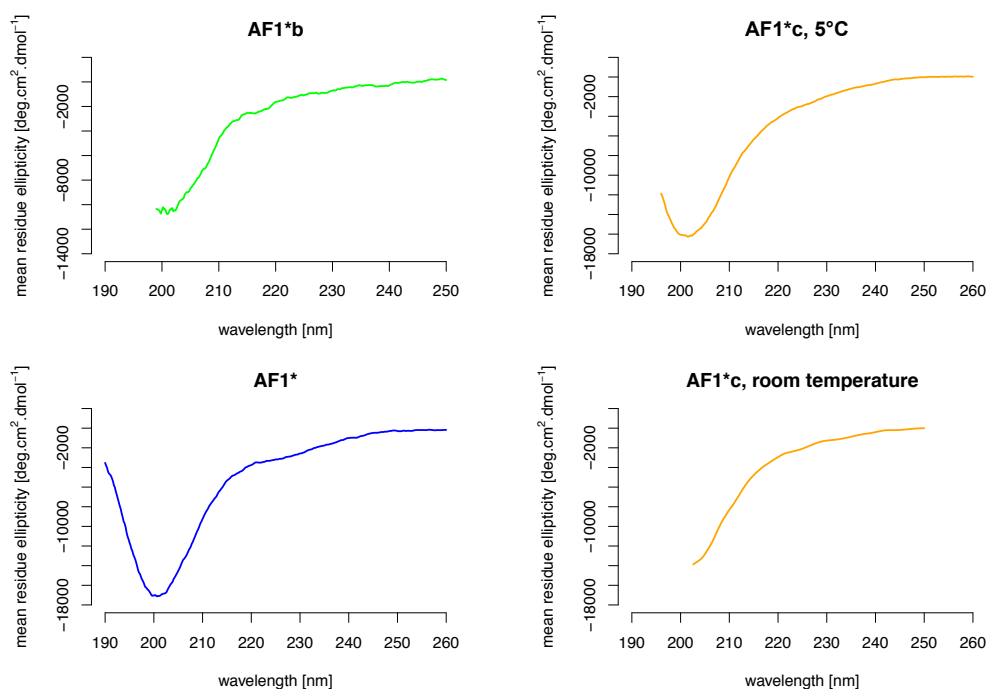 AF1*b
mean residue ellipticity [deg.cm².dmol⁻¹]
-2000
-8000
-14000
190 200 210 220 230 240 250
wavelength [nm]
AF1*c, 5°C
mean residue ellipticity [deg.cm².dmol⁻¹]
-2000
-10000
-18000
190 200 210 220 230 240 250 260
wavelength [nm]
AF1*
mean residue ellipticity [deg.cm².dmol⁻¹]
-2000
-10000
-18000
190 200 210 220 230 240 250 260
wavelength [nm]
AF1*c, room temperature
mean residue ellipticity [deg.cm².dmol⁻¹]
-2000
-10000
-18000
190 200 210 220 230 240 250 260
wavelength [nm]